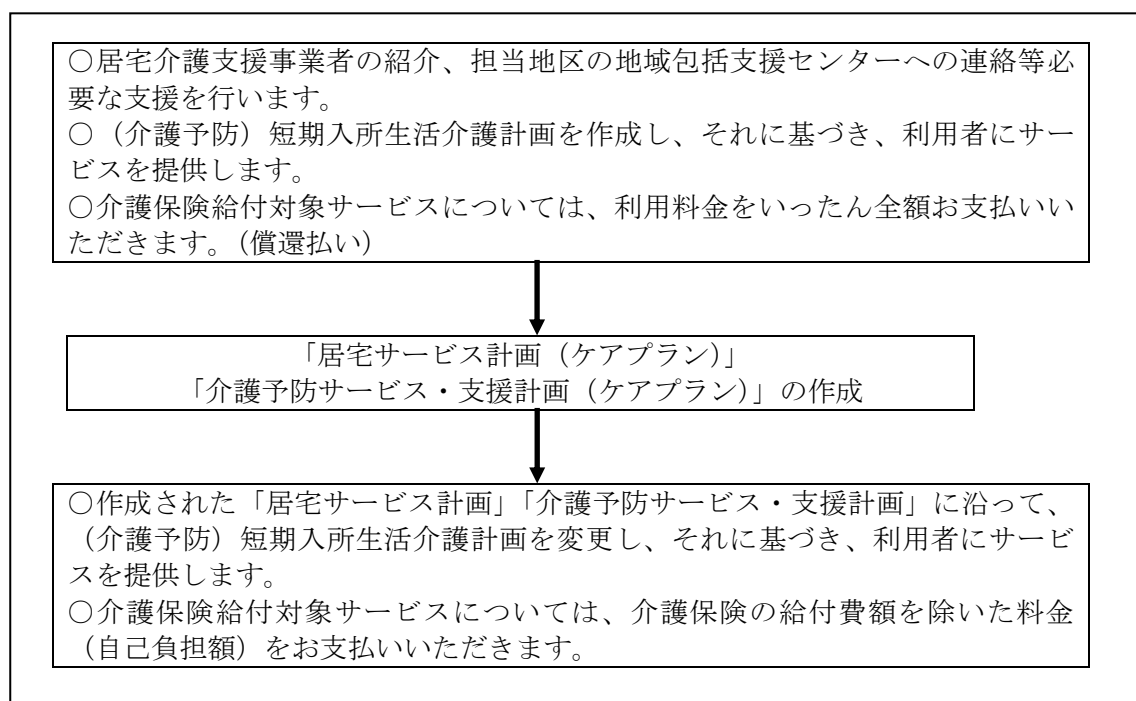 ○居宅介護支援事業者の紹介、担当地区の地域包括支援センターへの連絡等必
要な支援を行います。
○（介護予防）短期入所生活介護計画を作成し、それに基づき、利用者にサー
ビスを提供します。
○介護保険給付対象サービスについては、利用料金をいったん全額お支払いい
ただきます。（償還払い）
「居宅サービス計画（ケアプラン）」
「介護予防サービス・支援計画（ケアプラン）」の作成
○作成された「居宅サービス計画」「介護予防サービス・支援計画」に沿って、
（介護予防）短期入所生活介護計画を変更し、それに基づき、利用者にサービ
スを提供します。
○介護保険給付対象サービスについては、介護保険の給付費額を除いた料金
（自己負担額）をお支払いいただきます。